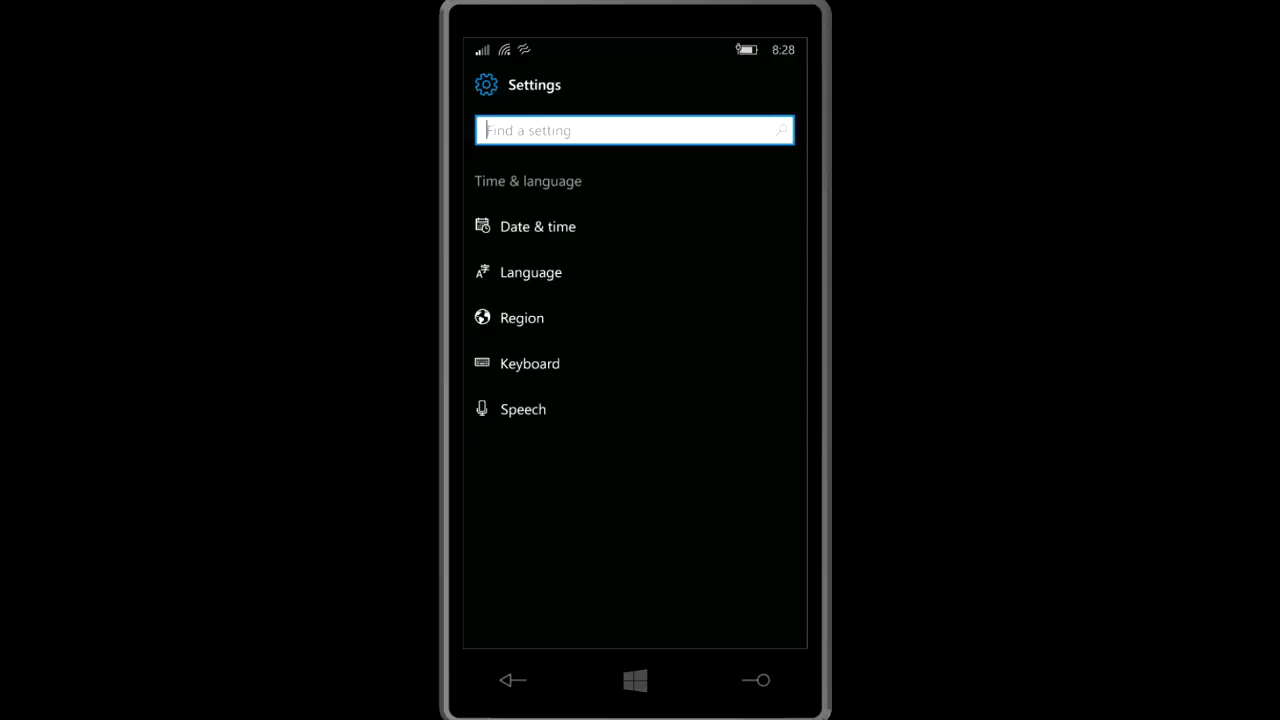 8:28
Settings
Find a setting
Time & language
Date & time
Language
Region
Keyboard
Speech